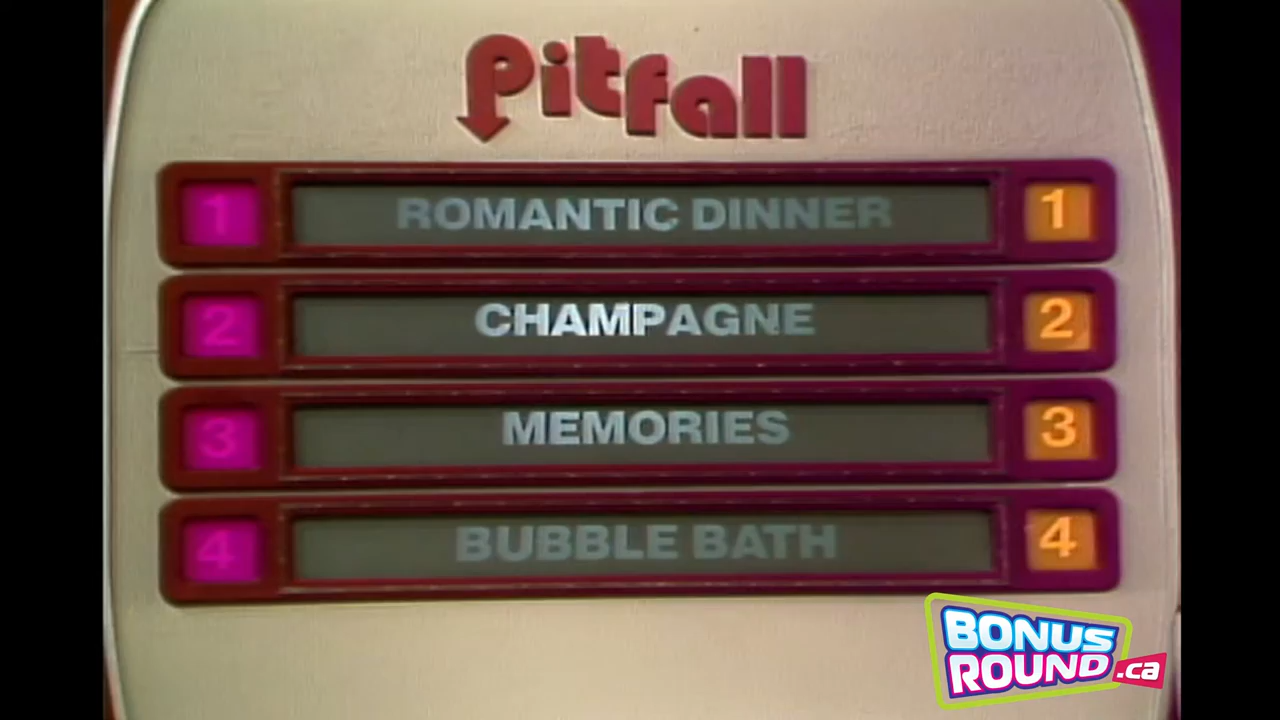 Pitfall
1 ROMANTIC DINNER 1
2 CHAMPAGNE 2
3 MEMORIES 3
4 BUBBLE BATH 4
BONUS
ROUND.ca